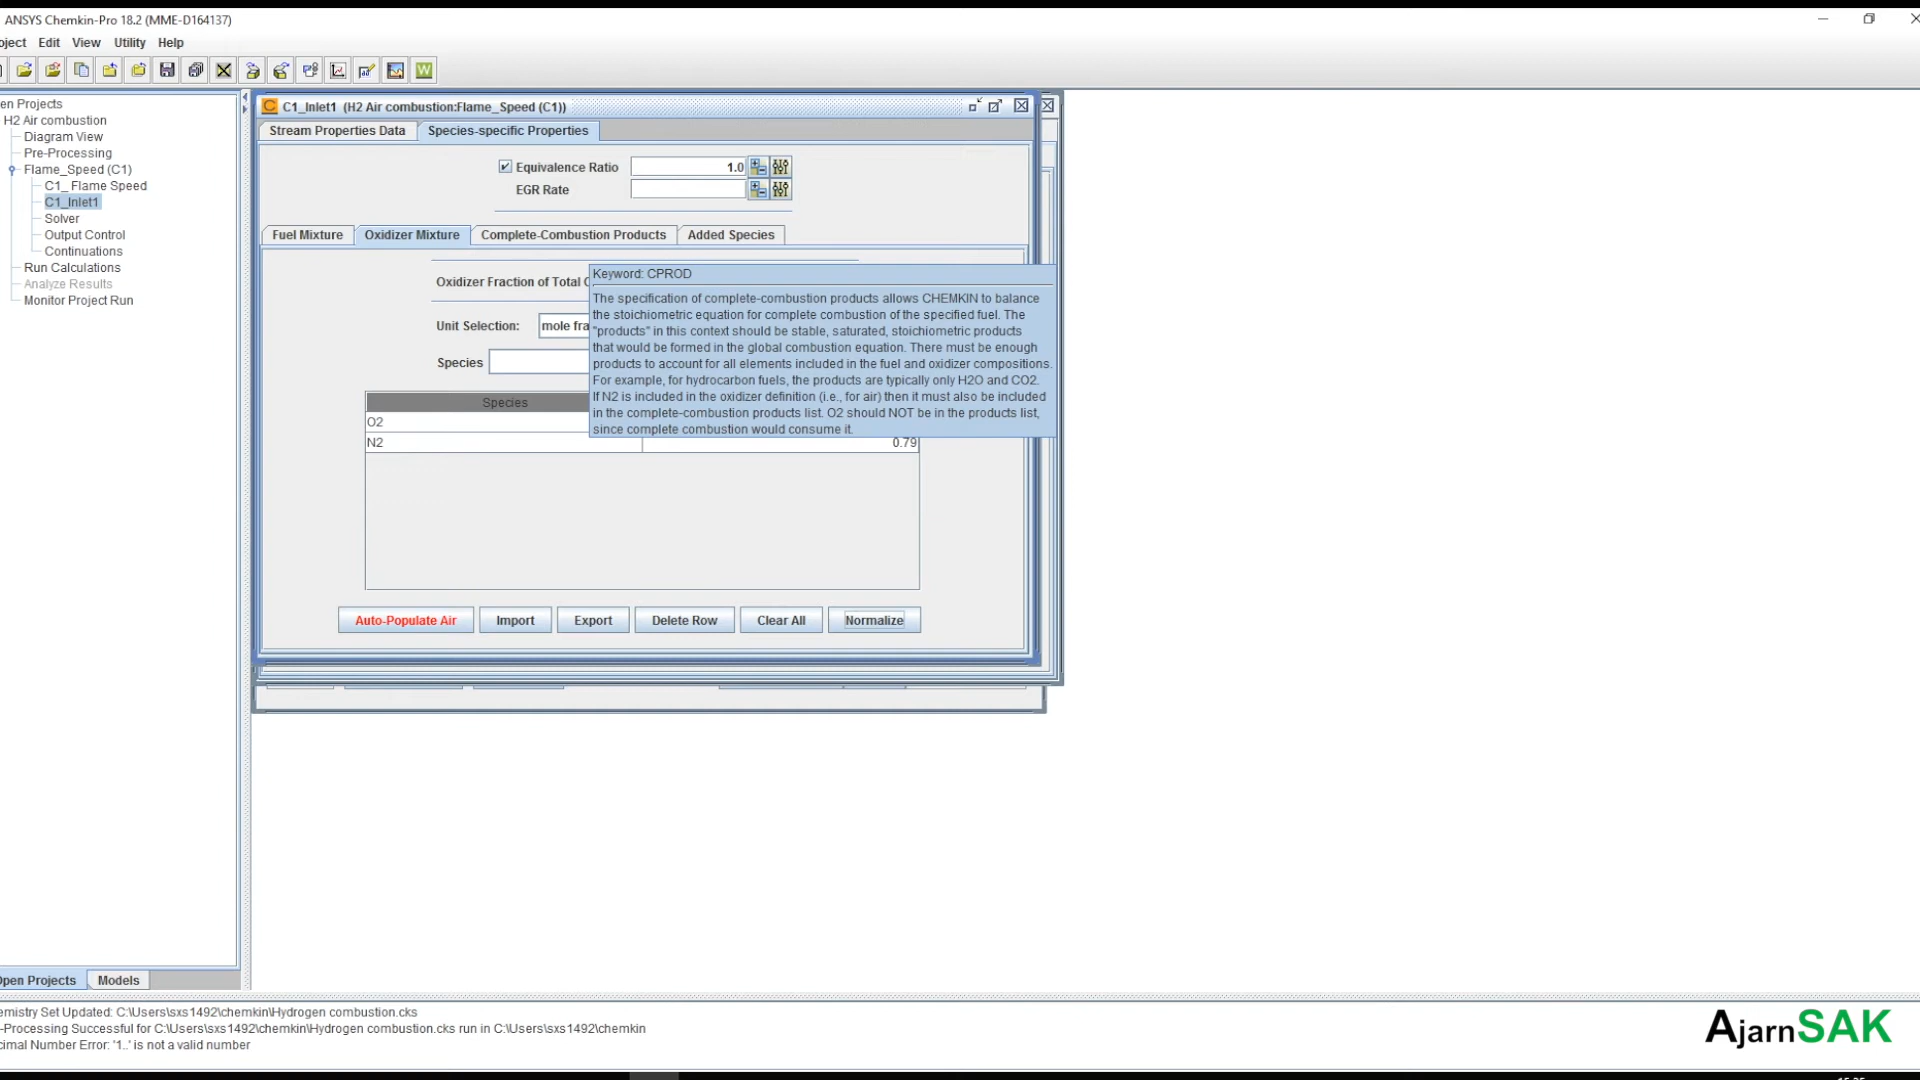 ANSYS Chemkin-Pro 18.2 (MME-D164137)
oject Edit View Utility Help
W
en Projects
H2 Air combustion
Diagram View
Pre-Processing
Flame_Speed (C1)
C1_ Flame Speed
C1_Inlet1
Solver
Output Control
Continuations
Run Calculations
Analyze Results
Monitor Project Run
Open Projects Models
C C1_Inlet1 (H2 Air combustion:Flame_Speed (C1))
Stream Properties Data Species-specific Properties
Equivalence Ratio 1.0
EGR Rate
Fuel Mixture Oxidizer Mixture Complete-Combustion Products Added Species
Oxidizer Fraction of Total
Unit Selection: mole fra
Species
Species
O2
N2 0.79
Keyword: CPROD
The specification of complete-combustion products allows CHEMKIN to balance
the stoichiometric equation for complete combustion of the specified fuel. The
"products" in this context should be stable, saturated, stoichiometric products
that would be formed in the global combustion equation. There must be enough
products to account for all elements included in the fuel and oxidizer compositions.
For example, for hydrocarbon fuels, the products are typically only H2O and CO2.
If N2 is included in the oxidizer definition (i.e., for air) then it must also be included
in the complete-combustion products list. O2 should NOT be in the products list,
since complete combustion would consume it.
Auto-Populate Air Import Export Delete Row Clear All Normalize
emistry Set Updated: C:\Users\sxs1492\chemkin\Hydrogen combustion.cks
-Processing Successful for C:\Users\sxs1492\chemkin\Hydrogen combustion.cks run in C:\Users\sxs1492\chemkin
cimal Number Error: '1..' is not a valid number
AjarnSAK